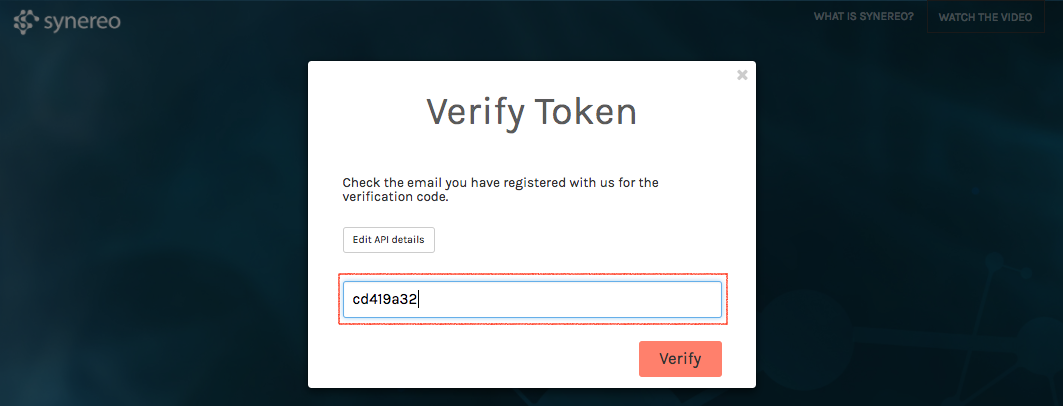 synereo
WHAT IS SYNEREO?
WATCH THE VIDEO
Verify Token
Check the email you have registered with us for the
verification code.
Edit API details
cd419a32
Verify